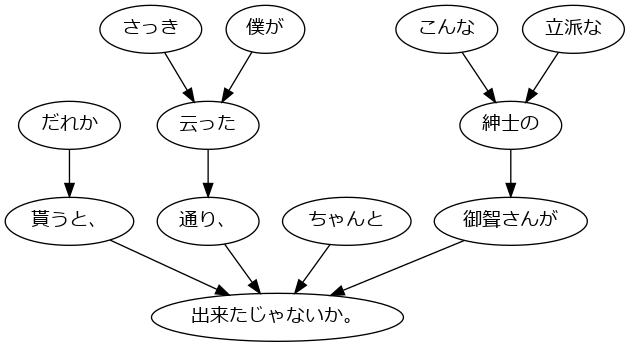 さっき 僕が こんな 立派な
だれか 云った 紳士の
貰うと、 通り、 ちゃんと 御聟さんが
出来たじゃないか。